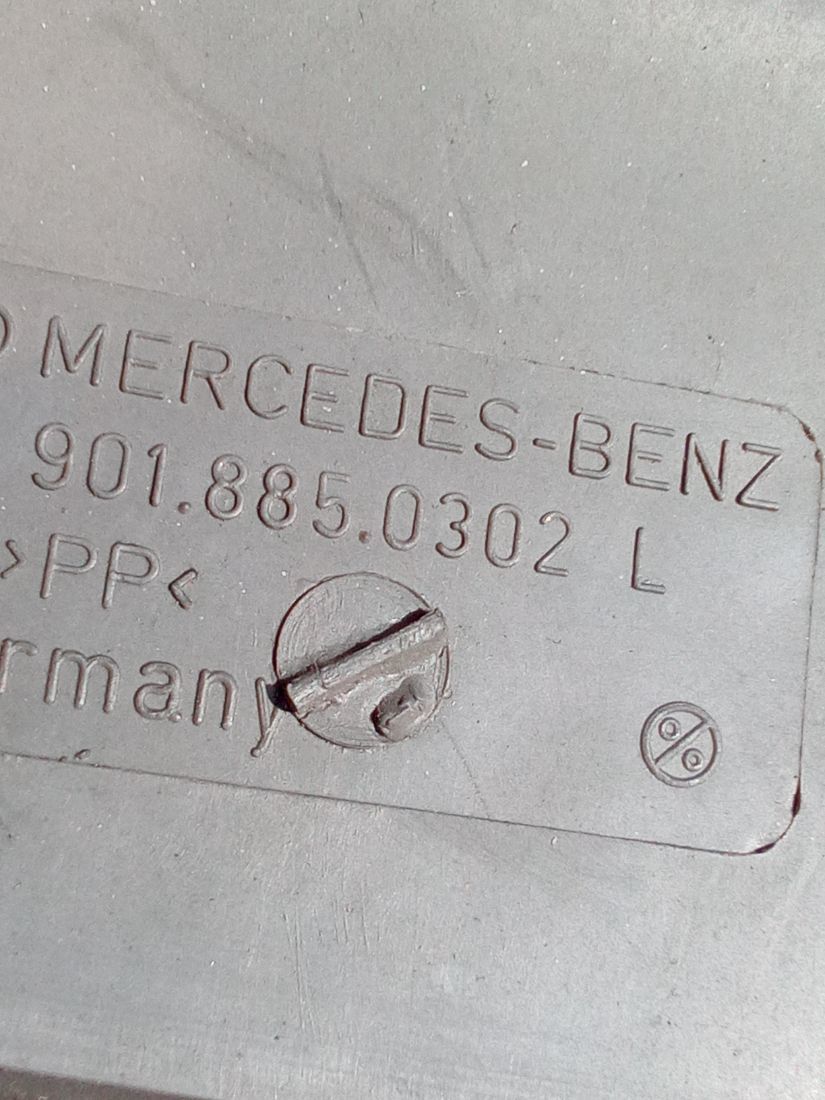 MERCEDES-BENZ
901.885.0302 L
>PP<
rmany